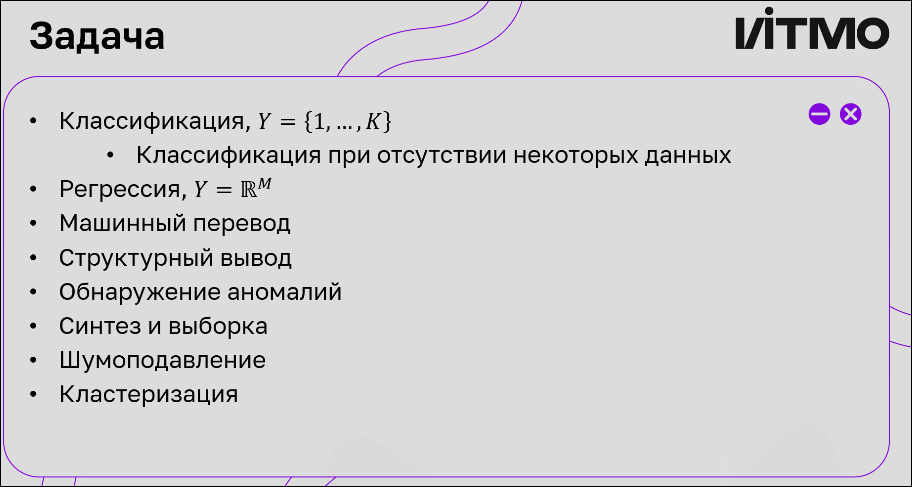 Задача
ИТМО
• Классификация, Y = {1, ..., K}
• Классификация при отсутствии некоторых данных
• Регрессия, Y = ℝᴹ
• Машинный перевод
• Структурный вывод
• Обнаружение аномалий
• Синтез и выборка
• Шумоподавление
• Кластеризация